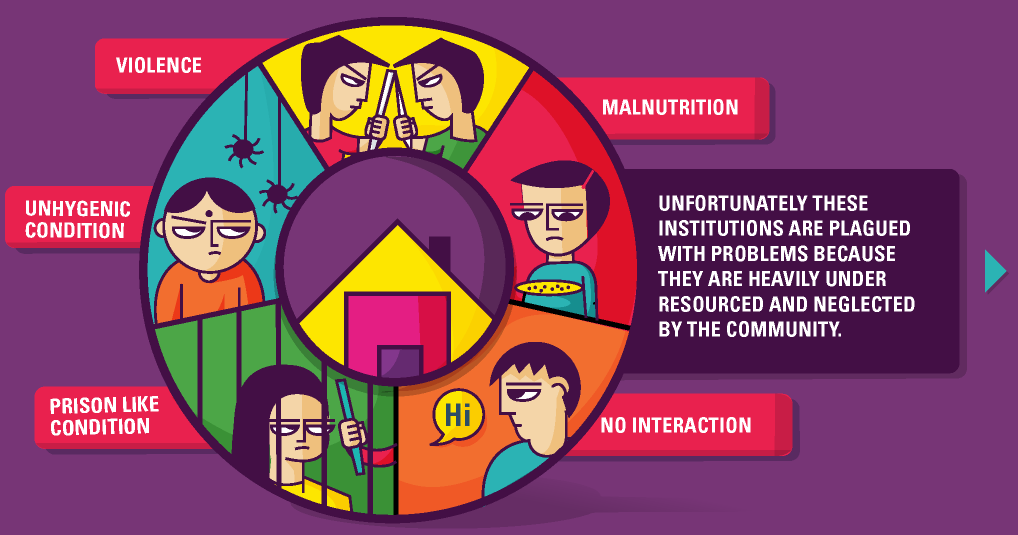 VIOLENCE
MALNUTRITION
UNHYGENIC
CONDITION
UNFORTUNATELY THESE
INSTITUTIONS ARE PLAGUED
WITH PROBLEMS BECAUSE
THEY ARE HEAVILY UNDER
RESOURCED AND NEGLECTED
BY THE COMMUNITY.
PRISON LIKE
CONDITION
Hi
NO INTERACTION